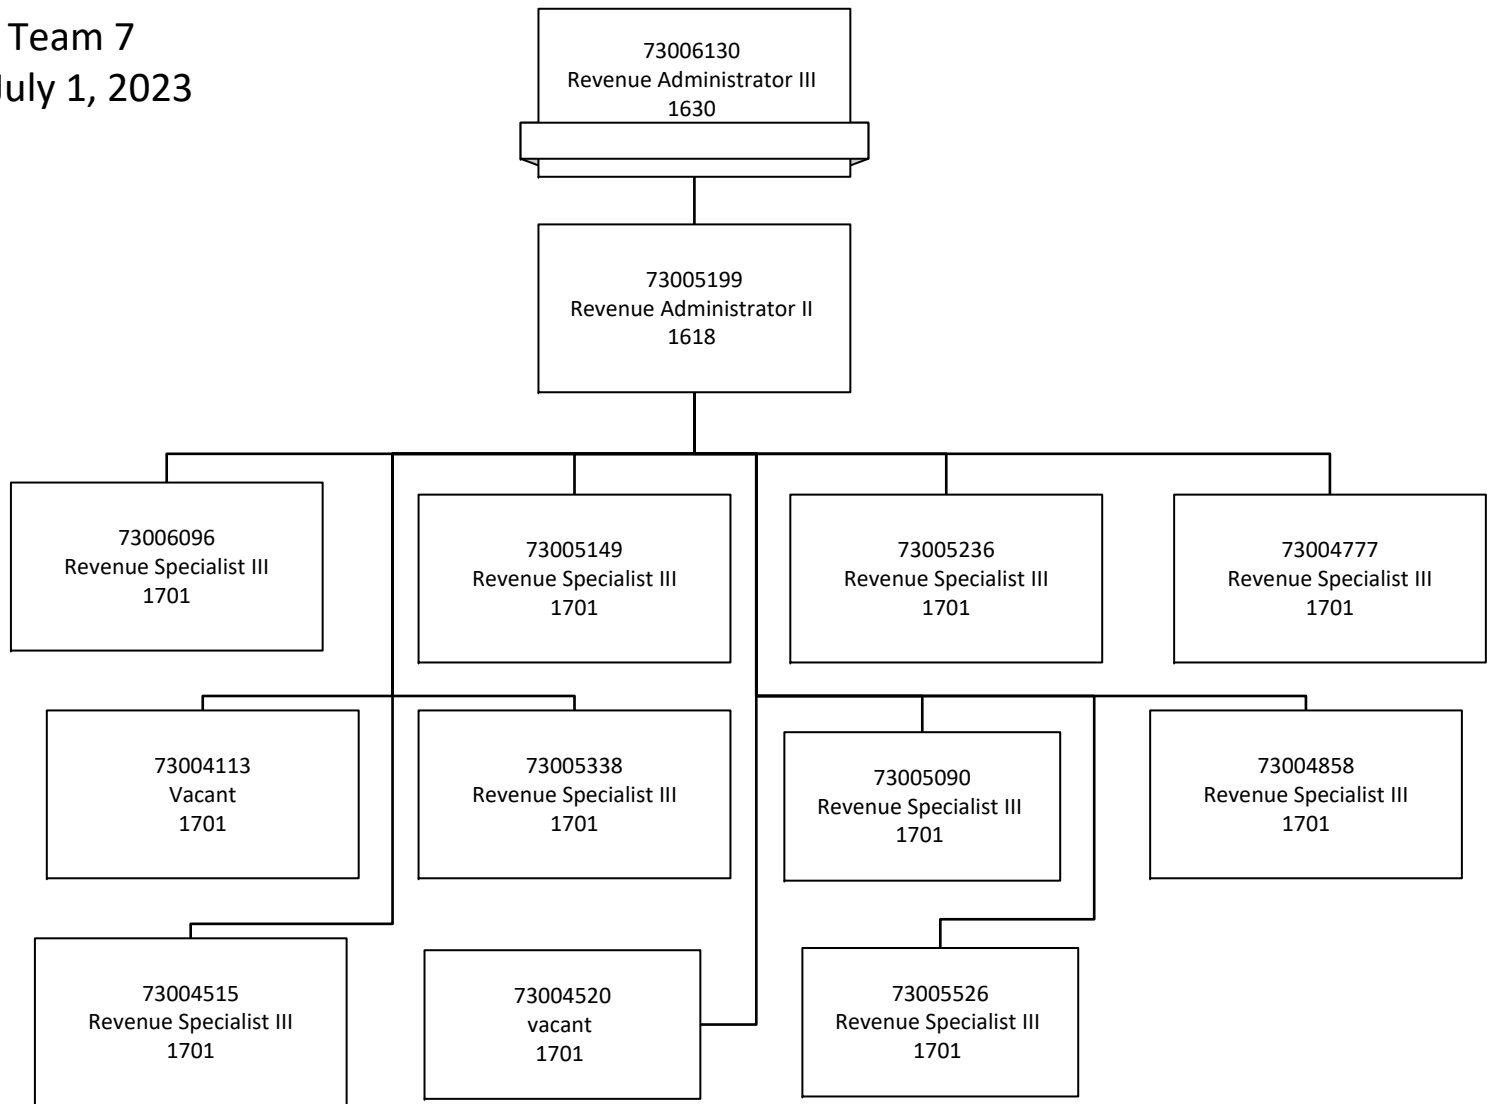 Team 7
July 1, 2023
73006130
Revenue Administrator III
1630
73005199
Revenue Administrator II
1618
73006096
Revenue Specialist III
1701
73005149
Revenue Specialist III
1701
73005236
Revenue Specialist III
1701
73004777
Revenue Specialist III
1701
73004113
Vacant
1701
73005338
Revenue Specialist III
1701
73005090
Revenue Specialist III
1701
73004858
Revenue Specialist III
1701
73004515
Revenue Specialist III
1701
73004520
vacant
1701
73005526
Revenue Specialist III
1701